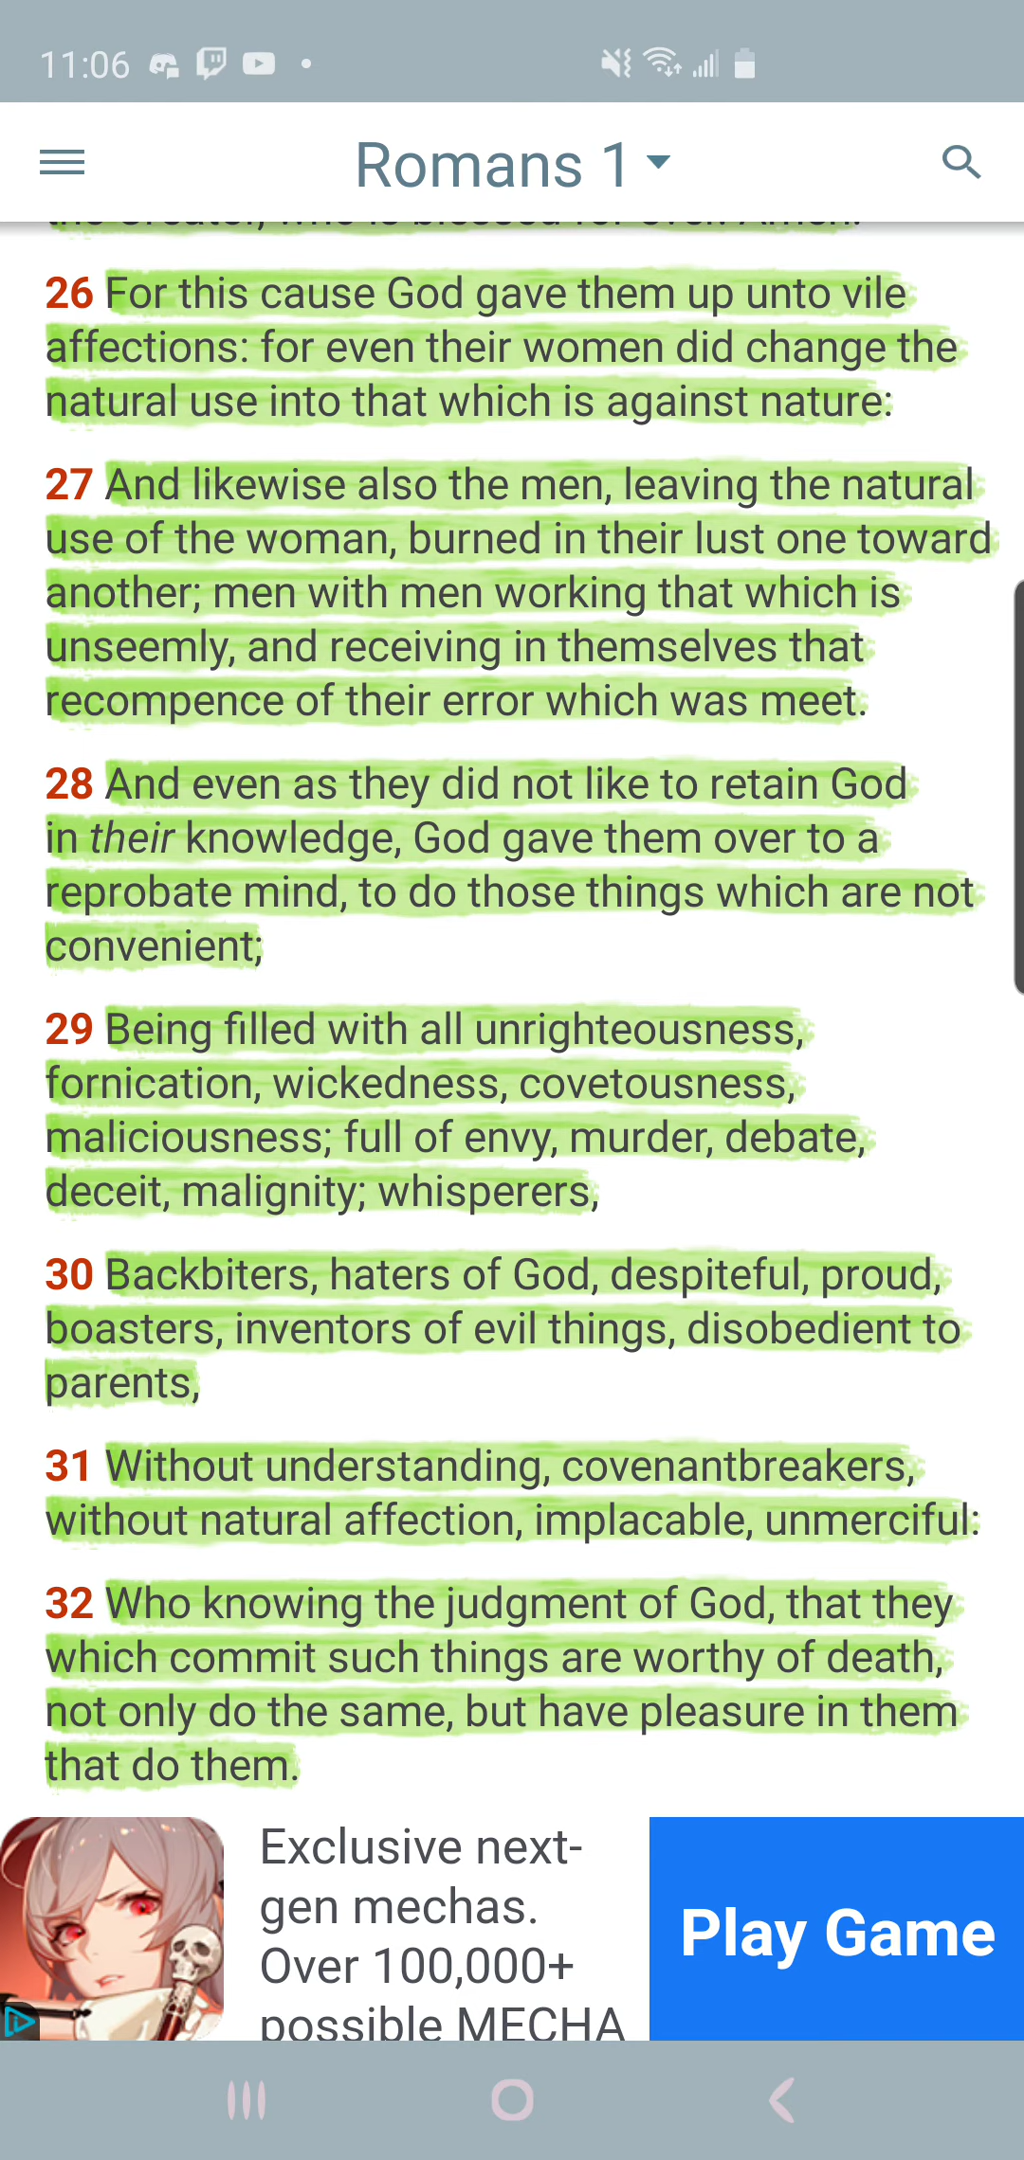 11:06
Romans 1
the Creator, who is blessed for ever. Amen.
26 For this cause God gave them up unto vile
affections: for even their women did change the
natural use into that which is against nature:
27 And likewise also the men, leaving the natural
use of the woman, burned in their lust one toward
another; men with men working that which is
unseemly, and receiving in themselves that
recompence of their error which was meet.
28 And even as they did not like to retain God
in their knowledge, God gave them over to a
reprobate mind, to do those things which are not
convenient;
29 Being filled with all unrighteousness,
fornication, wickedness, covetousness,
maliciousness; full of envy, murder, debate,
deceit, malignity; whisperers,
30 Backbiters, haters of God, despiteful, proud,
boasters, inventors of evil things, disobedient to
parents,
31 Without understanding, covenantbreakers,
without natural affection, implacable, unmerciful:
32 Who knowing the judgment of God, that they
which commit such things are worthy of death,
not only do the same, but have pleasure in them
that do them.
Exclusive next-
gen mechas.
Over 100,000+
possible MECHA
Play Game